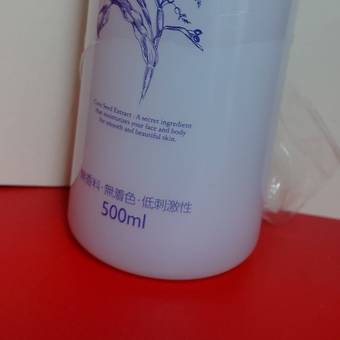 Coix Seed Extract - A secret ingredient
that moisturizes your face and body
for smooth and beautiful skin.
無香料・無着色・低刺激性
500ml